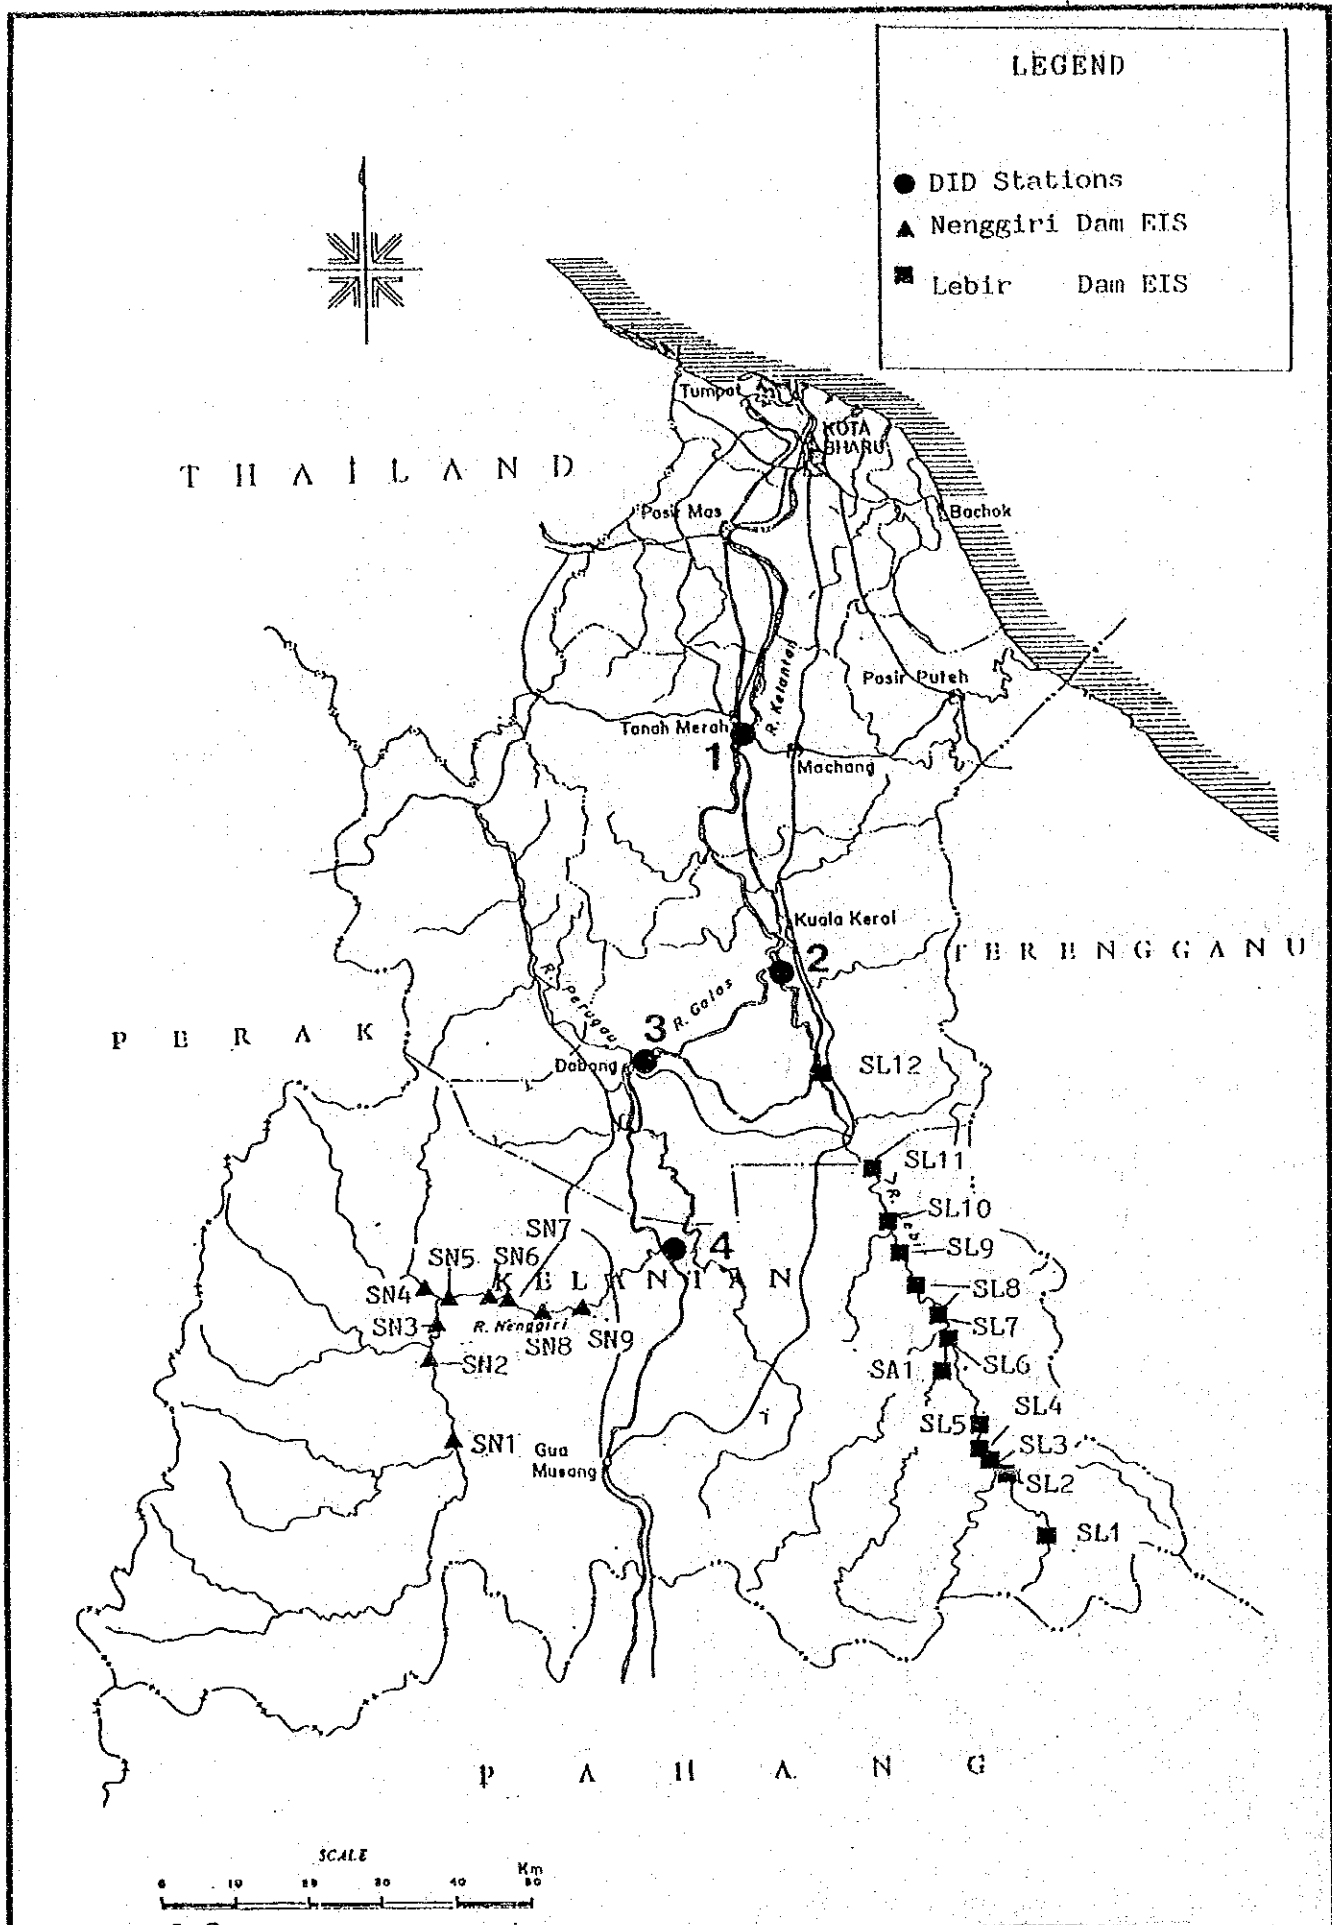 LEGEND
DID Stations
Nenggiri Dam EIS
Lebir Dam EIS
Tumpat
KOTA
BHARU
THAILAND
Pasir Mas
Bachok
R. Kelantan
Pasir Puteh
Tanah Merah
1
Machang
Kuala Kerai
2
TERENGGANU
R. Pergau
R. Galas
3
PERAK
Dabong
SL12
SL11
R.
SL10
SN7
4
SL9
SN5
SN6
KELANTAN
SN4
SL8
SN3
R. Nenggiri
SN8
SN9
SL7
SN2
SA1
SL6
SL4
SL5
SN1
Gua
Musang
SL3
SL2
SL1
PAHANG
SCALE
Km
0 10 20 30 40 50